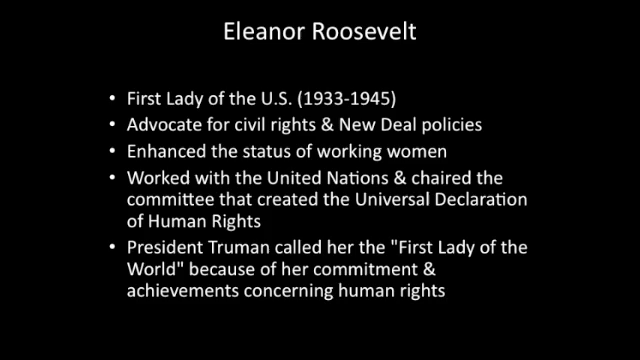 Eleanor Roosevelt
• First Lady of the U.S. (1933-1945)
• Advocate for civil rights & New Deal policies
• Enhanced the status of working women
• Worked with the United Nations & chaired the
committee that created the Universal Declaration
of Human Rights
• President Truman called her the "First Lady of the
World" because of her commitment &
achievements concerning human rights